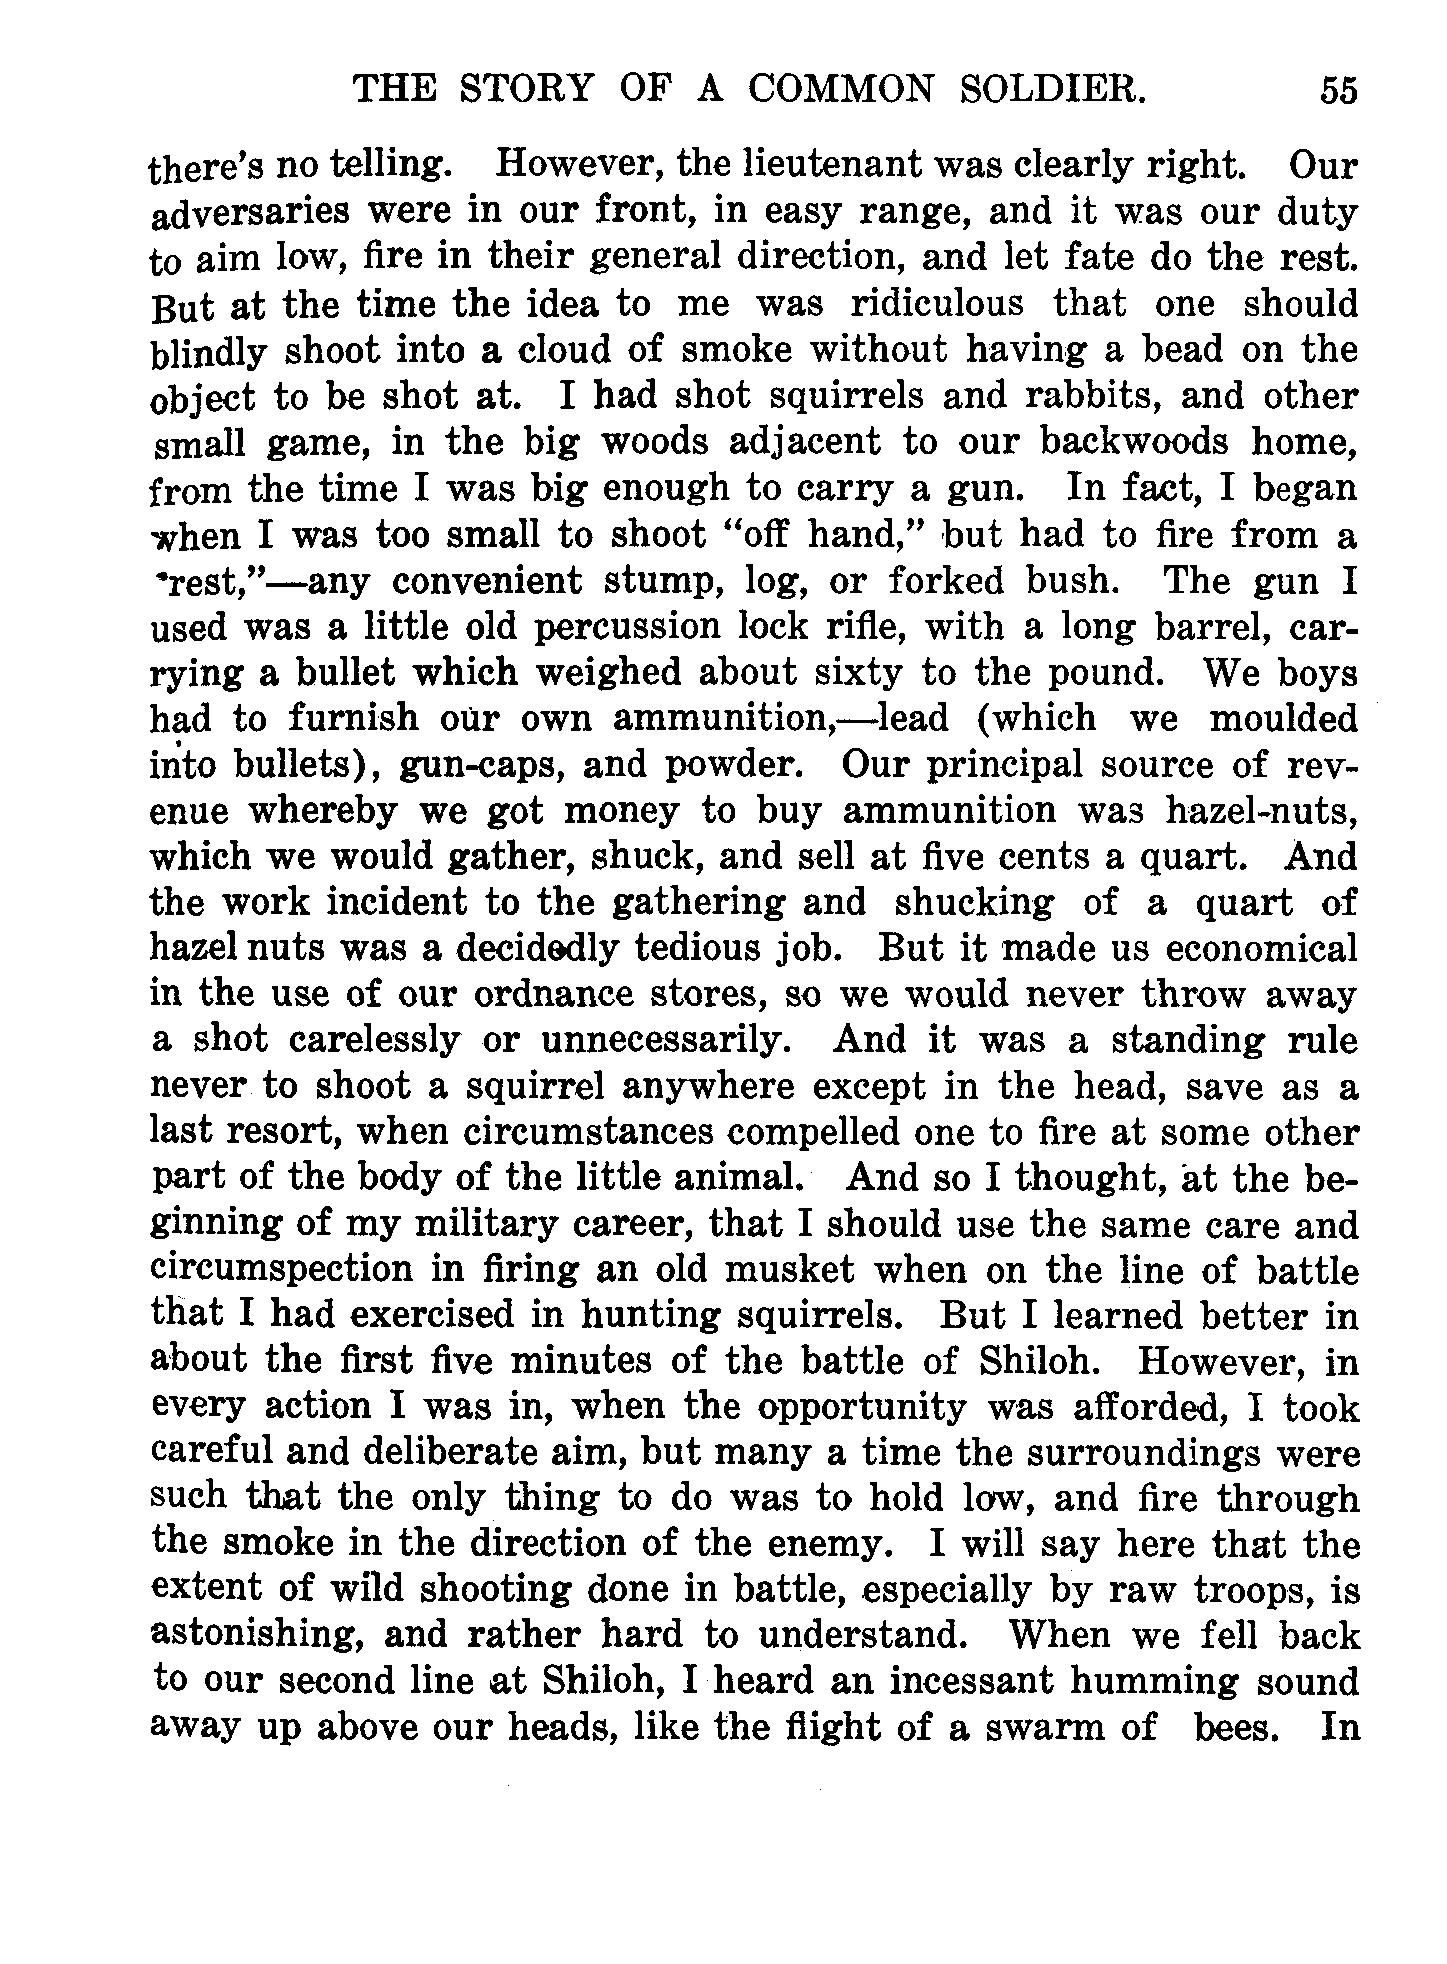 THE STORY OF A COMMON SOLDIER. 55
there's no telling. However, the lieutenant was clearly right. Our
adversaries were in our front, in easy range, and it was our duty
to aim low, fire in their general direction, and let fate do the rest.
But at the time the idea to me was ridiculous that one should
blindly shoot into a cloud of smoke without having a bead on the
object to be shot at. I had shot squirrels and rabbits, and other
small game, in the big woods adjacent to our backwoods home,
from the time I was big enough to carry a gun. In fact, I began
when I was too small to shoot "off hand," but had to fire from a
"rest,"—any convenient stump, log, or forked bush. The gun I
used was a little old percussion lock rifle, with a long barrel, car-
rying a bullet which weighed about sixty to the pound. We boys
had to furnish our own ammunition,—lead (which we moulded
into bullets), gun-caps, and powder. Our principal source of rev-
enue whereby we got money to buy ammunition was hazel-nuts,
which we would gather, shuck, and sell at five cents a quart. And
the work incident to the gathering and shucking of a quart of
hazel nuts was a decidedly tedious job. But it made us economical
in the use of our ordnance stores, so we would never throw away
a shot carelessly or unnecessarily. And it was a standing rule
never to shoot a squirrel anywhere except in the head, save as a
last resort, when circumstances compelled one to fire at some other
part of the body of the little animal. And so I thought, at the be-
ginning of my military career, that I should use the same care and
circumspection in firing an old musket when on the line of battle
that I had exercised in hunting squirrels. But I learned better in
about the first five minutes of the battle of Shiloh. However, in
every action I was in, when the opportunity was afforded, I took
careful and deliberate aim, but many a time the surroundings were
such that the only thing to do was to hold low, and fire through
the smoke in the direction of the enemy. I will say here that the
extent of wild shooting done in battle, especially by raw troops, is
astonishing, and rather hard to understand. When we fell back
to our second line at Shiloh, I heard an incessant humming sound
away up above our heads, like the flight of a swarm of bees. In